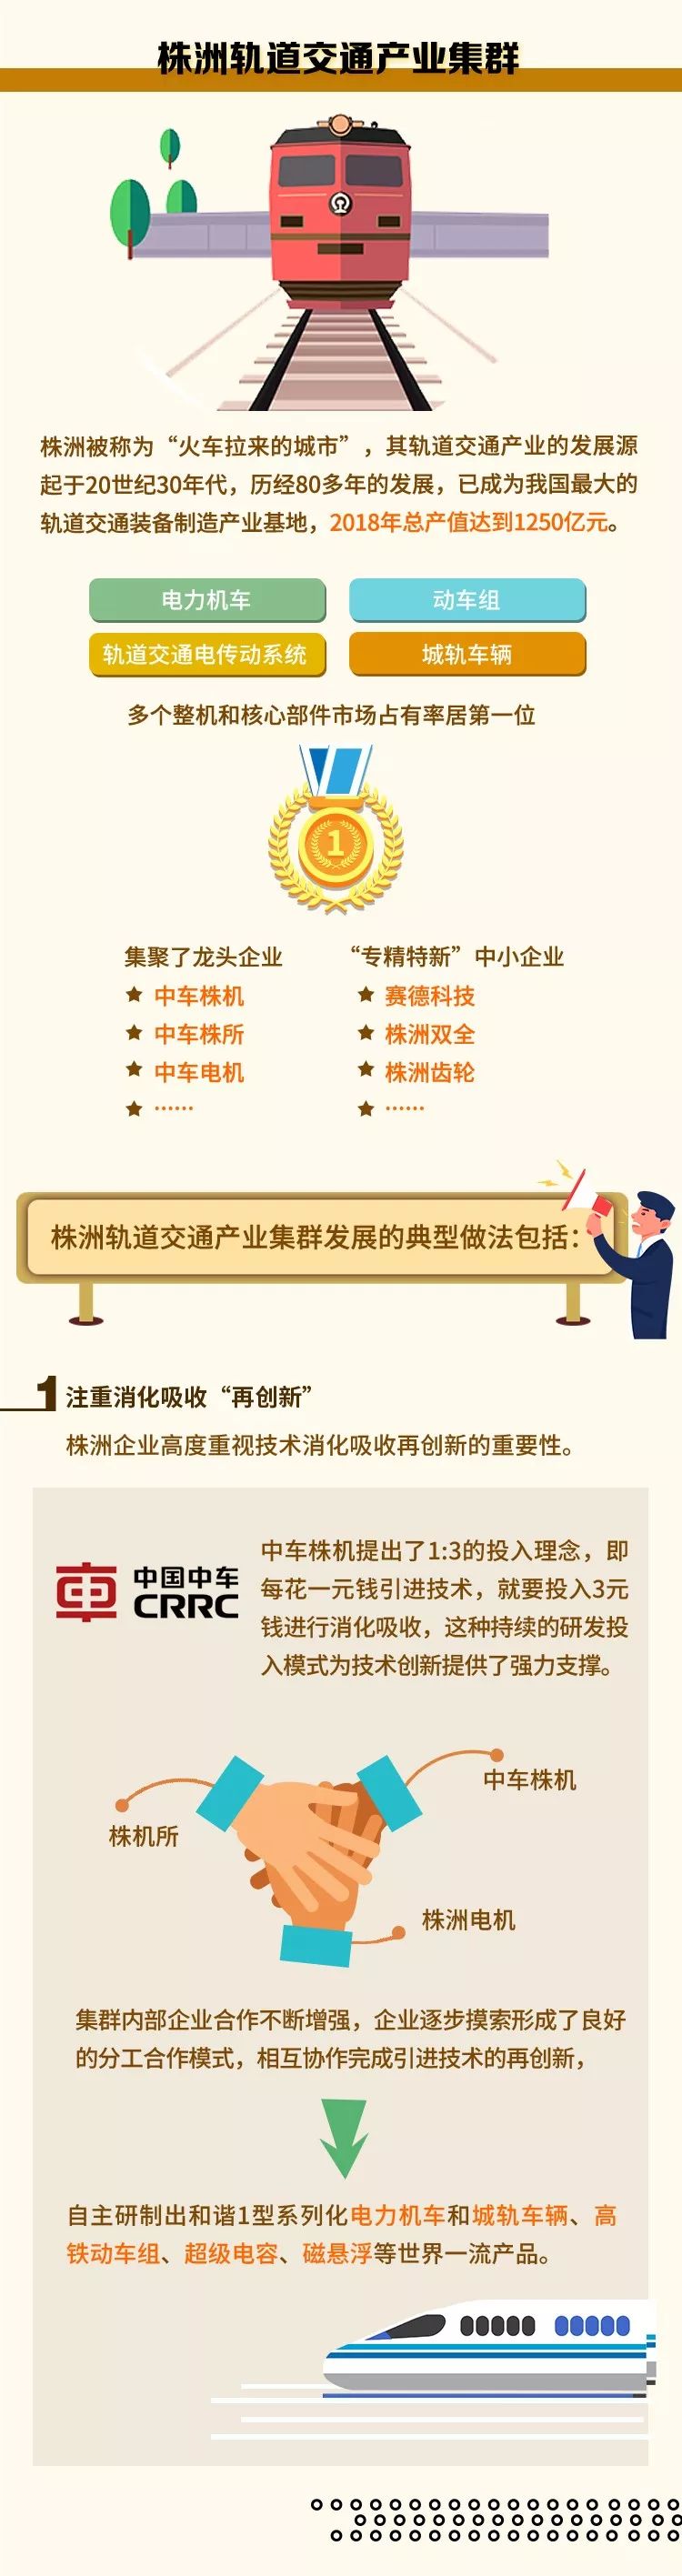 株洲轨道交通产业集群
株洲被称为“火车拉来的城市”，其轨道交通产业的发展源
起于20世纪30年代，历经80多年的发展，已成为我国最大的
轨道交通装备制造产业基地，2018年总产值达到1250亿元。
电力机车
动车组
轨道交通电传动系统
城轨车辆
多个整机和核心部件市场占有率居第一位
1
集聚了龙头企业
中车株机
中车株所
中车电机
……
“专精特新”中小企业
赛德科技
株洲双全
株洲齿轮
……
株洲轨道交通产业集群发展的典型做法包括：
1 注重消化吸收“再创新”
株洲企业高度重视技术消化吸收再创新的重要性。
中国中车
CRRC
中车株机提出了1:3的投入理念，即
每花一元钱引进技术，就要投入3元
钱进行消化吸收，这种持续的研发投
入模式为技术创新提供了强力支撑。
中车株机
株机所
株洲电机
集群内部企业合作不断增强，企业逐步摸索形成了良好
的分工合作模式，相互协作完成引进技术的再创新，
自主研制出和谐1型系列化电力机车和城轨车辆、高
铁动车组、超级电容、磁悬浮等世界一流产品。